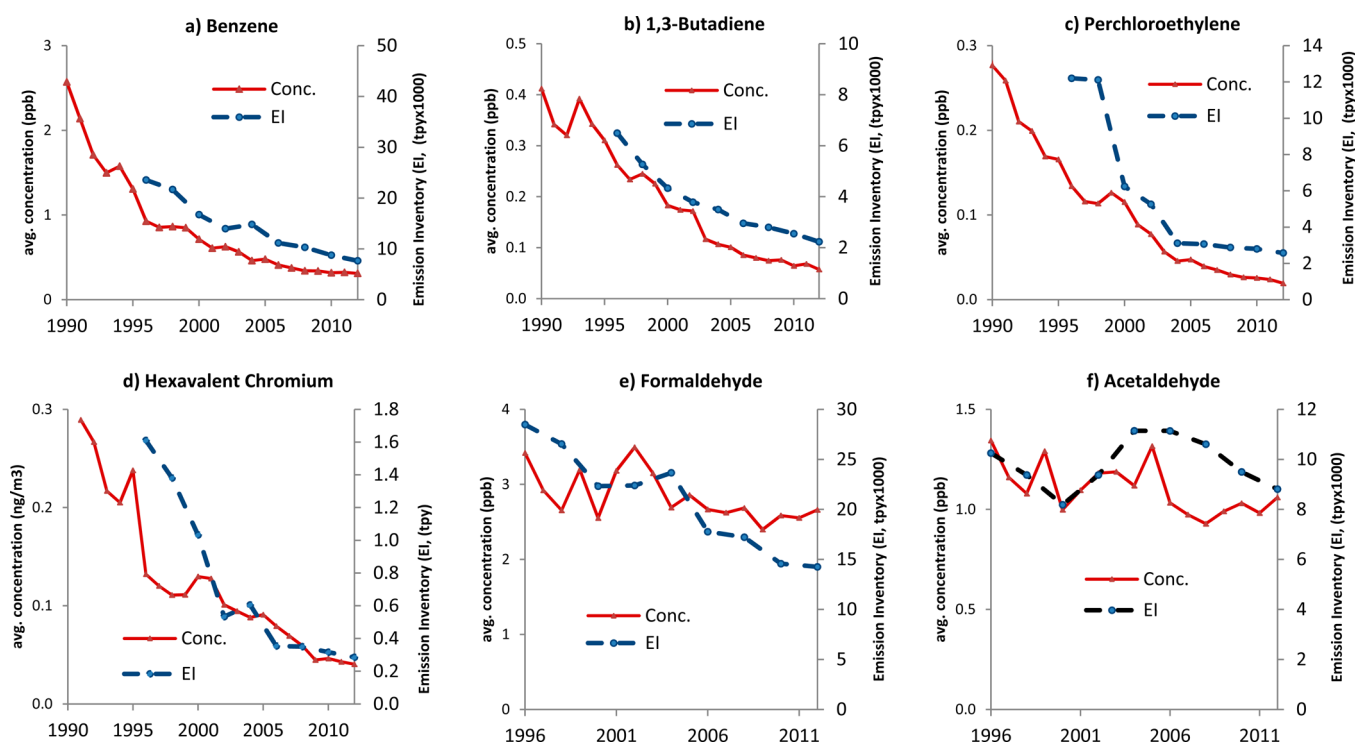 a) Benzene
avg. concentration (ppb)
3
2
1
0
Conc.
EI
50
40
30
20
10
0
Emission Inventory (EI, (tpyx1000)
1990 1995 2000 2005 2010
b) 1,3-Butadiene
avg. concentration (ppb)
0.5
0.4
0.3
0.2
0.1
0.0
Conc.
EI
10
8
6
4
2
0
Emission Inventory (EI, (tpyx1000)
1990 1995 2000 2005 2010
c) Perchloroethylene
avg. concentration (ppb)
0.3
0.2
0.1
0.0
Conc.
EI
14
12
10
8
6
4
2
0
Emission Inventory (EI, (tpyx1000)
1990 1995 2000 2005 2010
d) Hexavalent Chromium
avg. concentration (ng/m3)
0.3
0.2
0.1
0.0
Conc.
EI
1.8
1.6
1.4
1.2
1.0
0.8
0.6
0.4
0.2
0.0
Emission Inventory (EI, (tpy)
1990 1995 2000 2005 2010
e) Formaldehyde
avg. concentration (ppb)
4
3
2
1
0
Conc.
EI
30
25
20
15
10
5
0
Emission Inventory (EI, tpyx1000)
1996 2001 2006 2011
f) Acetaldehyde
avg. concentration (ppb)
1.5
1.0
0.5
0.0
Conc.
EI
12
10
8
6
4
2
0
Emission Inventory (EI, (tpyx1000)
1996 2001 2006 2011